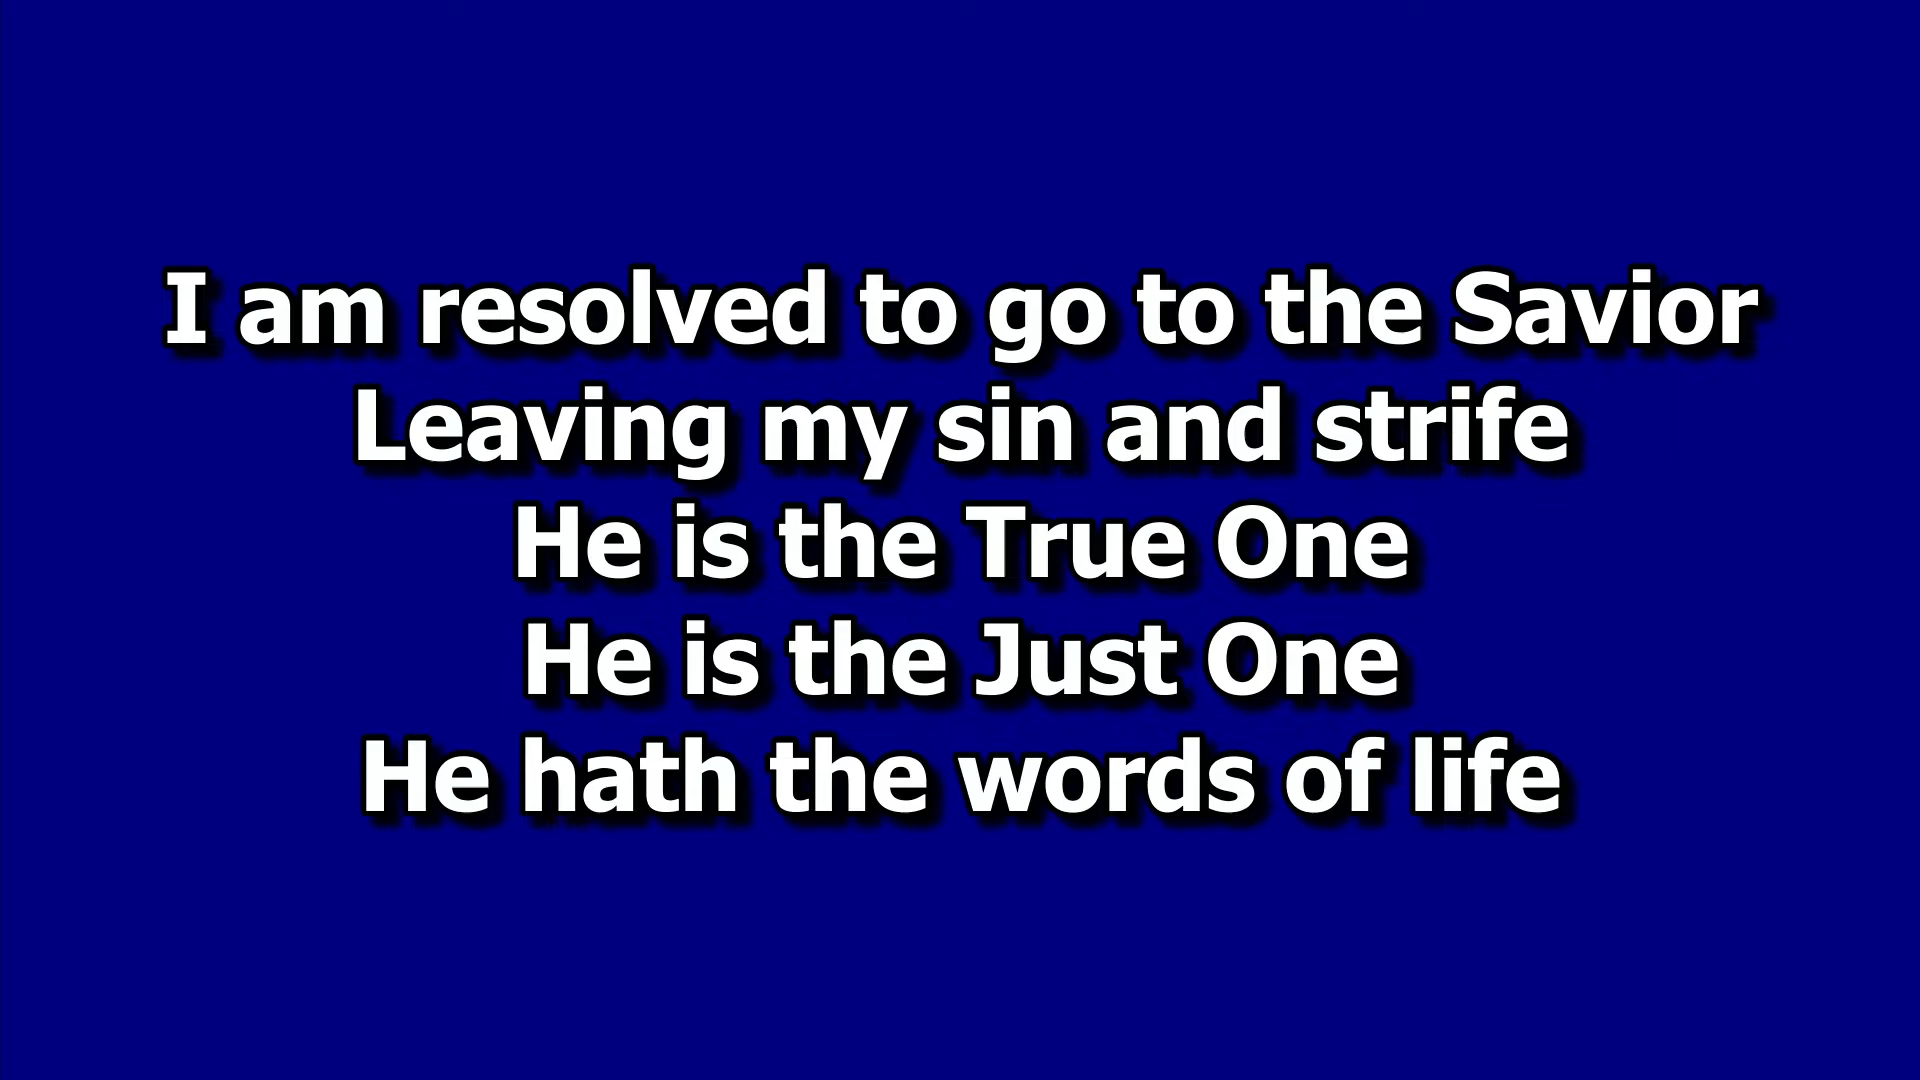 I am resolved to go to the Savior
Leaving my sin and strife
He is the True One
He is the Just One
He hath the words of life